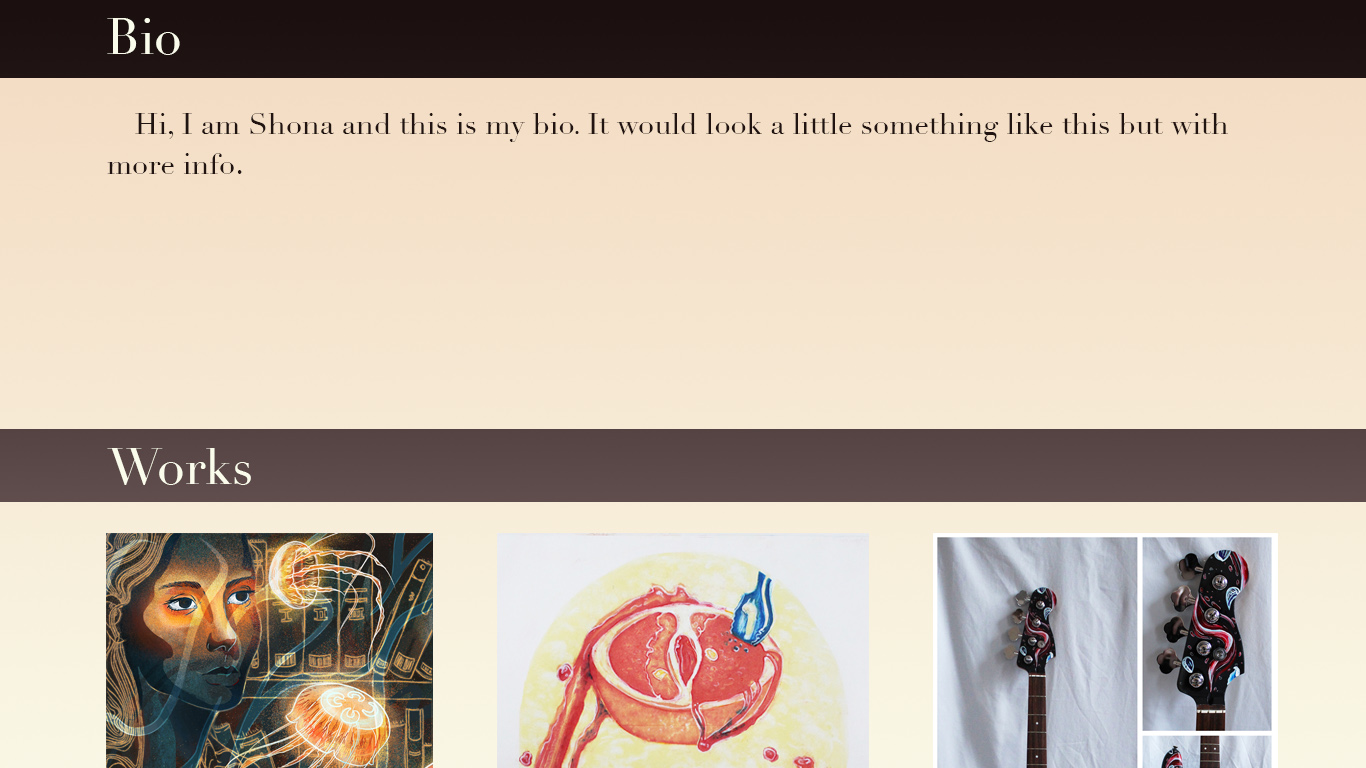 Bio
Hi, I am Shona and this is my bio. It would look a little something like this but with
more info.
Works